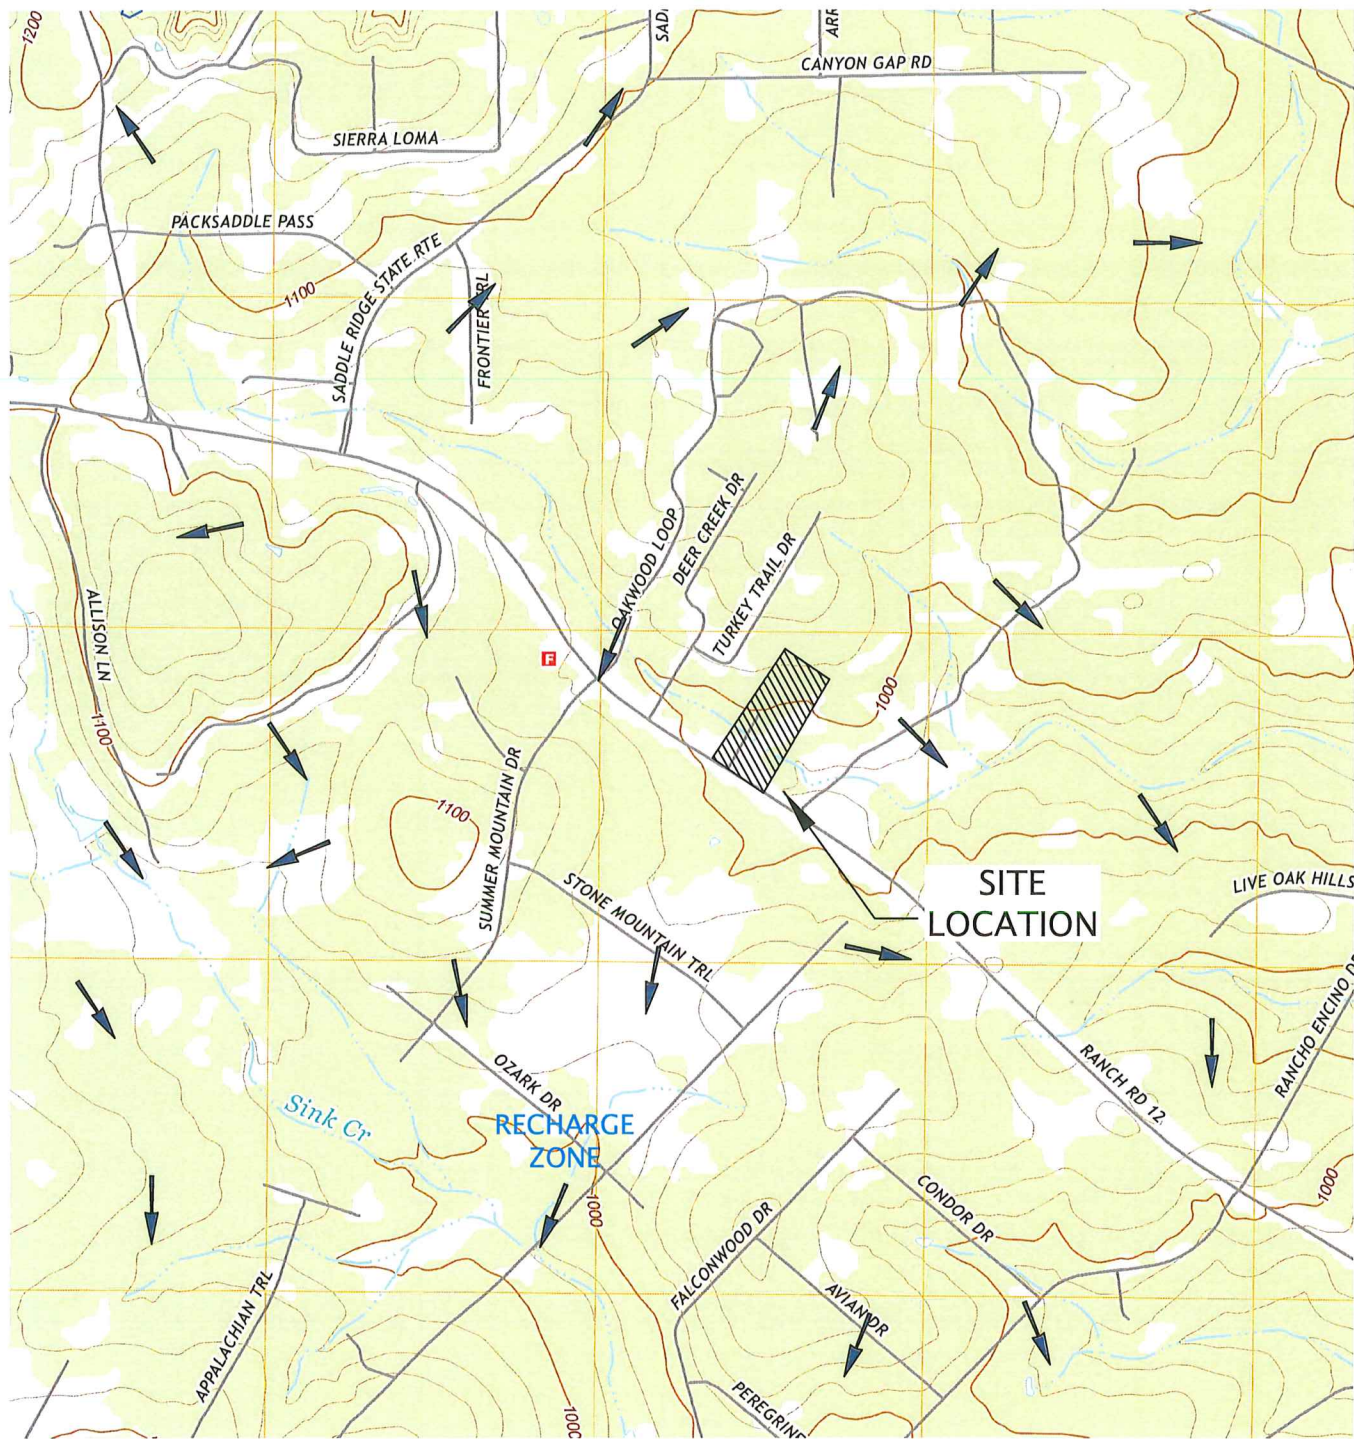 1200
SAD
ARR
CANYON GAP RD
SIERRA LOMA
PACKSADDLE PASS
SADDLE RIDGE STATE RTE
1100
FRONTIER TRL
OAKWOOD LOOP
DEER CREEK DR
TURKEY TRAIL DR
ALLISON LN
F
1000
1100
1100
SUMMER MOUNTAIN DR
STONE MOUNTAIN TRL
SITE
LOCATION
LIVE OAK HILLS
RANCHO ENCINO DR
OZARK DR
RANCH RD 12
Sink Cr
RECHARGE
ZONE
1000
1000
CONDOR DR
FALCONWOOD DR
AVIAN DR
APPALACHIAN TRL
PEREGRINE
1000